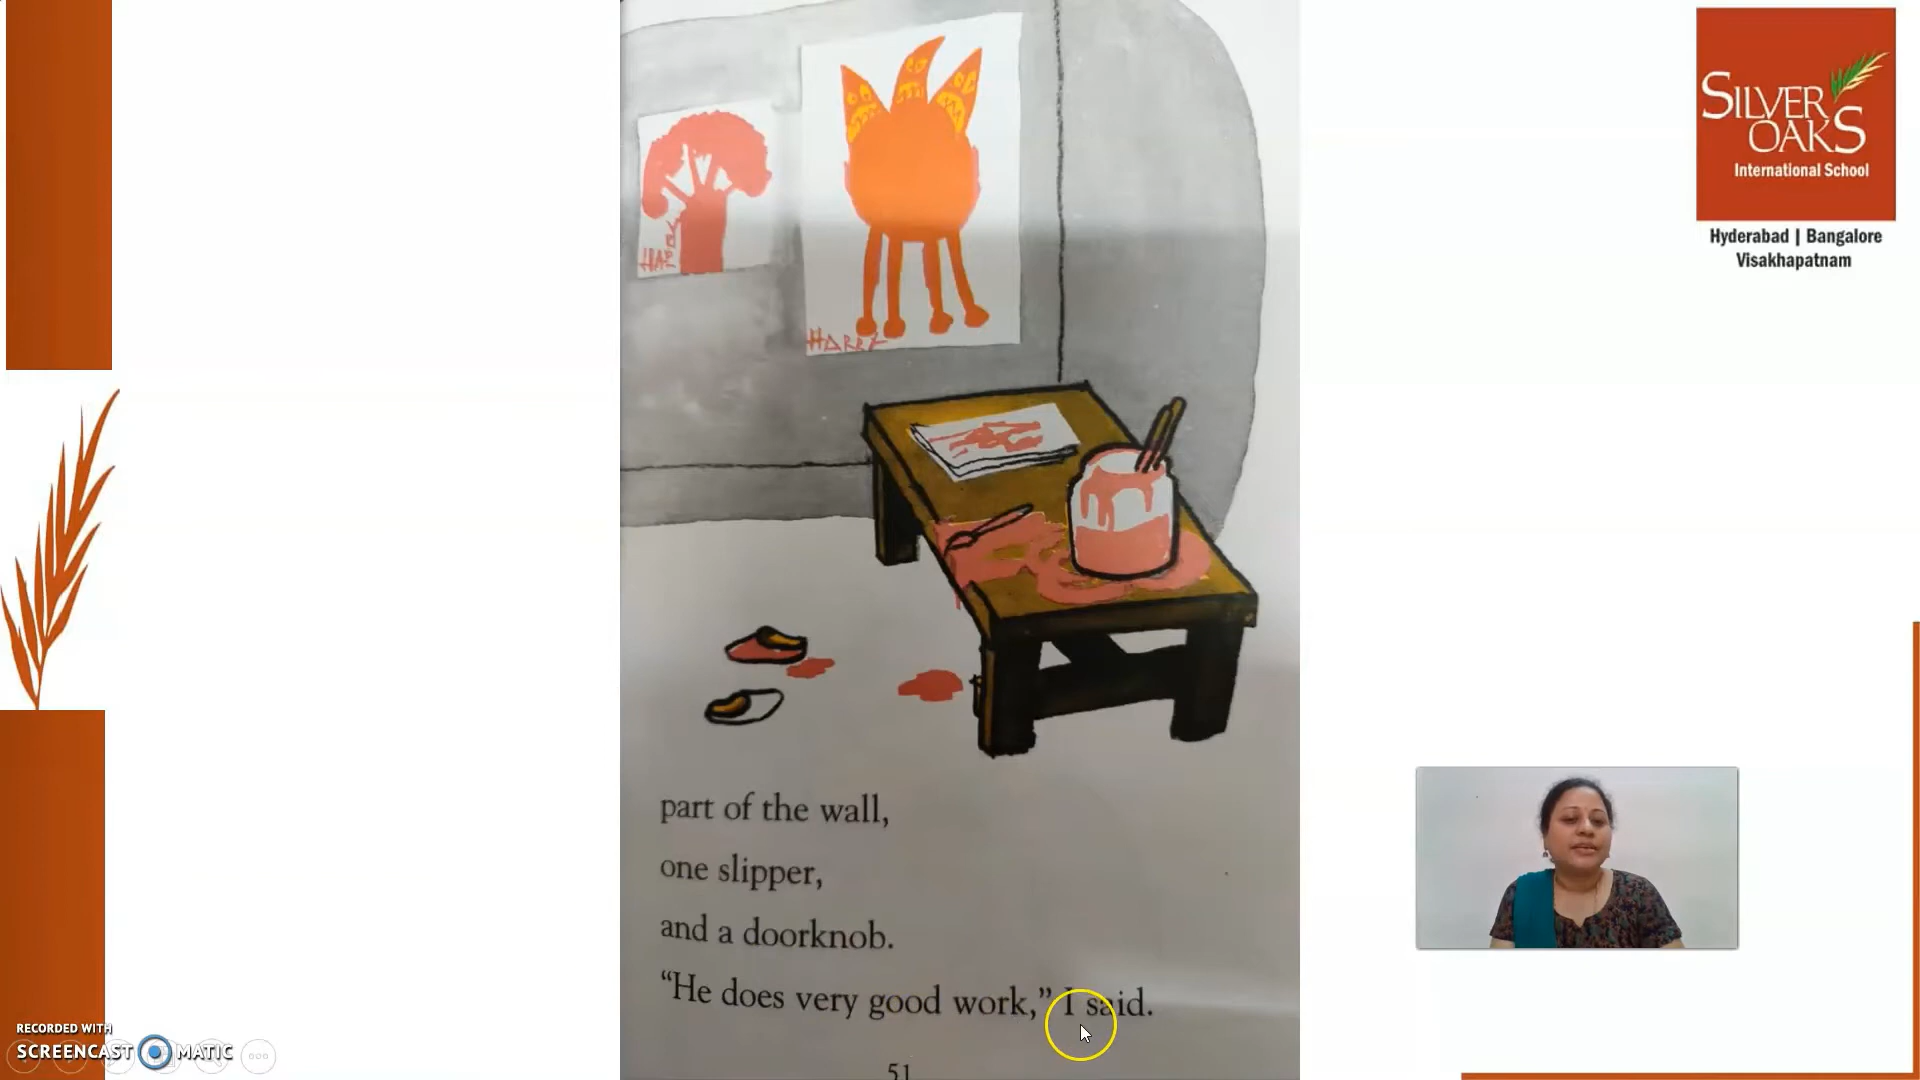 HARRY
HARRY
part of the wall,
one slipper,
and a doorknob.
“He does very good work,” I said.
51
SILVER
OAKS
International School
Hyderabad | Bangalore
Visakhapatnam
RECORDED WITH
SCREENCAST MATIC